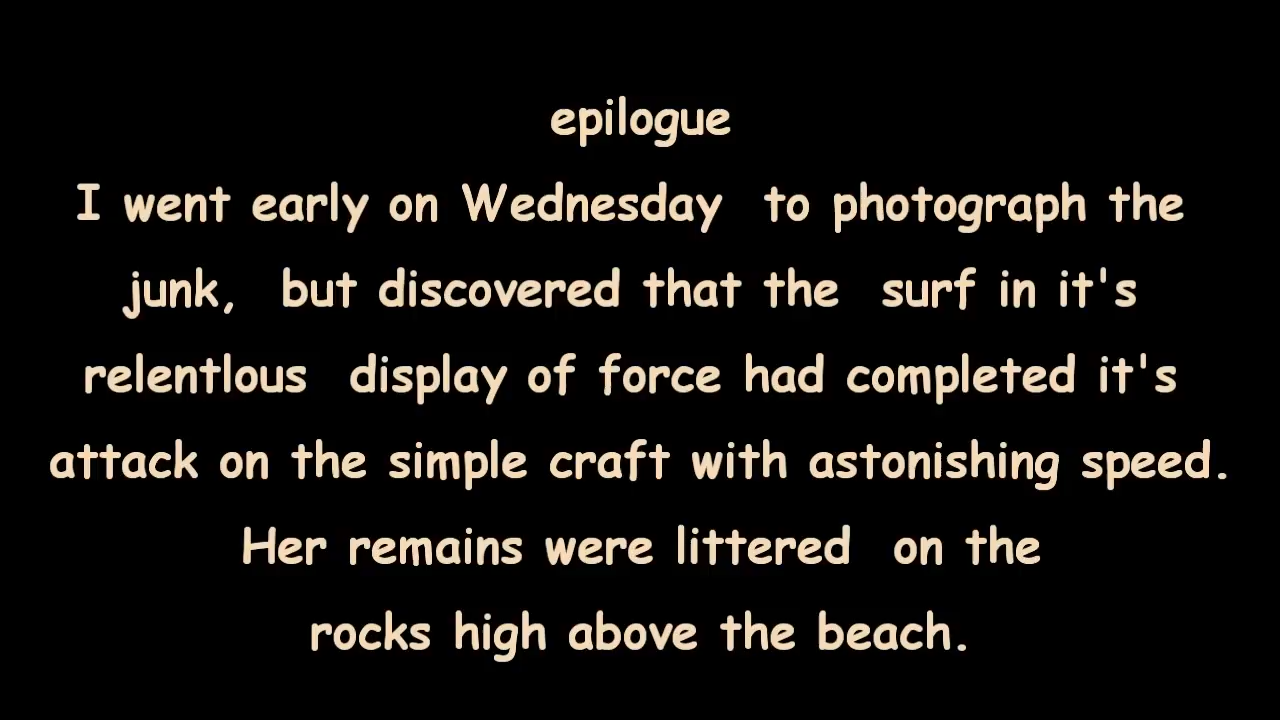 epilogue
I went early on Wednesday  to photograph the
junk,  but discovered that the  surf in it's
relentlous  display of force had completed it's
attack on the simple craft with astonishing speed.
Her remains were littered  on the
rocks high above the beach.